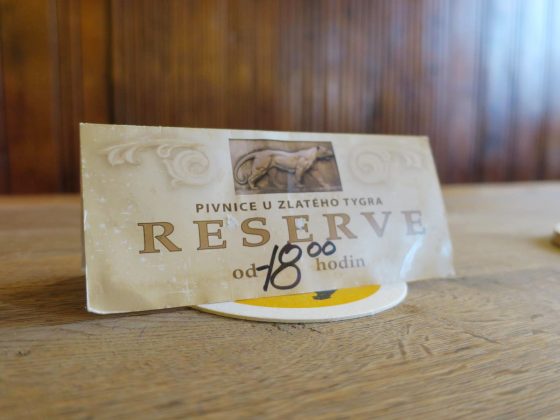 PIVNICE U ZLATÉHO TYGRA
RESERVE
od 18⁰⁰ hodin